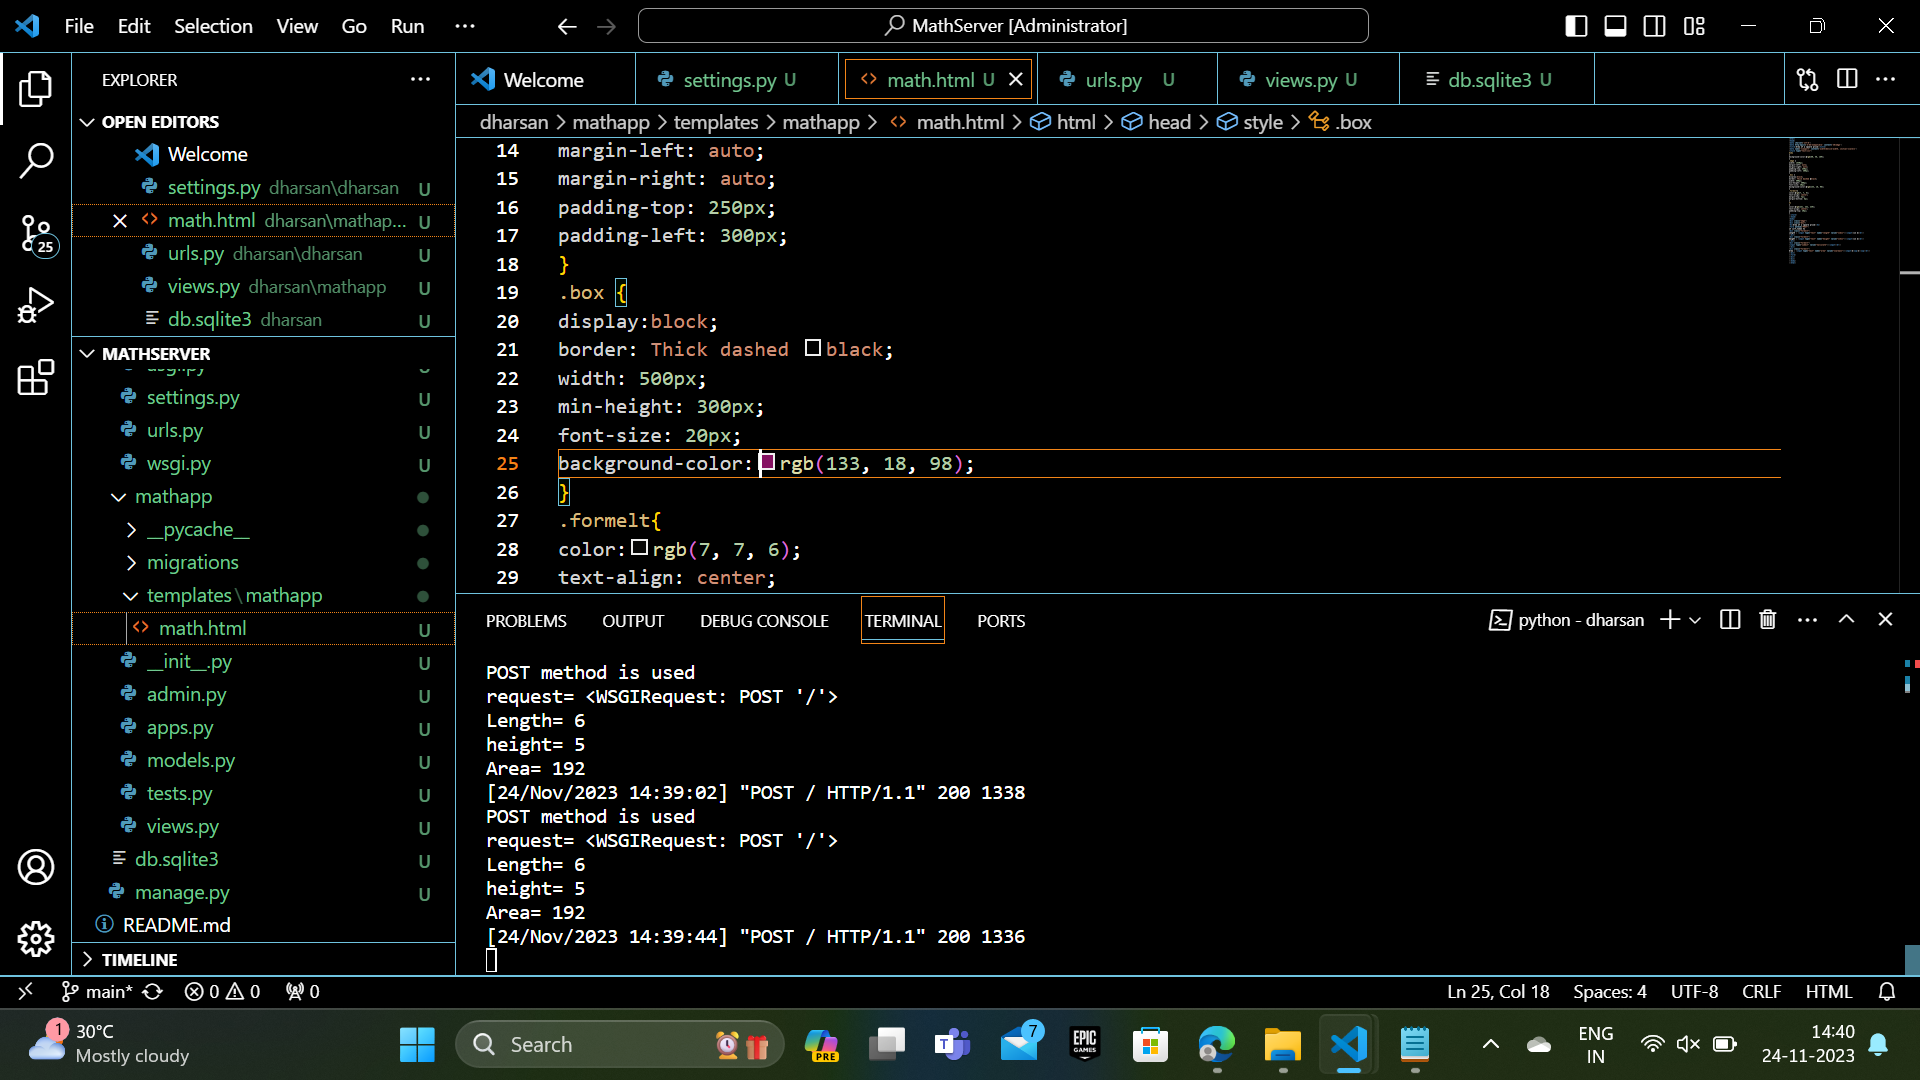 File Edit Selection View Go Run ···
MathServer [Administrator]
EXPLORER
OPEN EDITORS
Welcome
settings.py dharsan\dharsan U
math.html dharsan\mathap... U
urls.py dharsan\dharsan U
views.py dharsan\mathapp U
db.sqlite3 dharsan U
MATHSERVER
settings.py U
urls.py U
wsgi.py U
mathapp
__pycache__
migrations
templates\mathapp
math.html U
__init__.py U
admin.py U
apps.py U
models.py U
tests.py U
views.py U
db.sqlite3 U
manage.py U
README.md
TIMELINE
25
Welcome settings.py U math.html U urls.py U views.py U db.sqlite3 U
dharsan > mathapp > templates > mathapp > math.html > html > head > style > .box
14 margin-left: auto;
15 margin-right: auto;
16 padding-top: 250px;
17 padding-left: 300px;
18 }
19 .box {
20 display:block;
21 border: Thick dashed black;
22 width: 500px;
23 min-height: 300px;
24 font-size: 20px;
25 background-color: rgb(133, 18, 98);
26 }
27 .formelt{
28 color: rgb(7, 7, 6);
29 text-align: center;
PROBLEMS OUTPUT DEBUG CONSOLE TERMINAL PORTS
python - dharsan
POST method is used
request= <WSGIRequest: POST '/'>
Length= 6
height= 5
Area= 192
[24/Nov/2023 14:39:02] "POST / HTTP/1.1" 200 1338
POST method is used
request= <WSGIRequest: POST '/'>
Length= 6
height= 5
Area= 192
[24/Nov/2023 14:39:44] "POST / HTTP/1.1" 200 1336
main* 0 0 0
Ln 25, Col 18 Spaces: 4 UTF-8 CRLF HTML
1
30°C
Mostly cloudy
Search
PRE
T
7
EPIC
GAMES
ENG
IN
14:40
24-11-2023